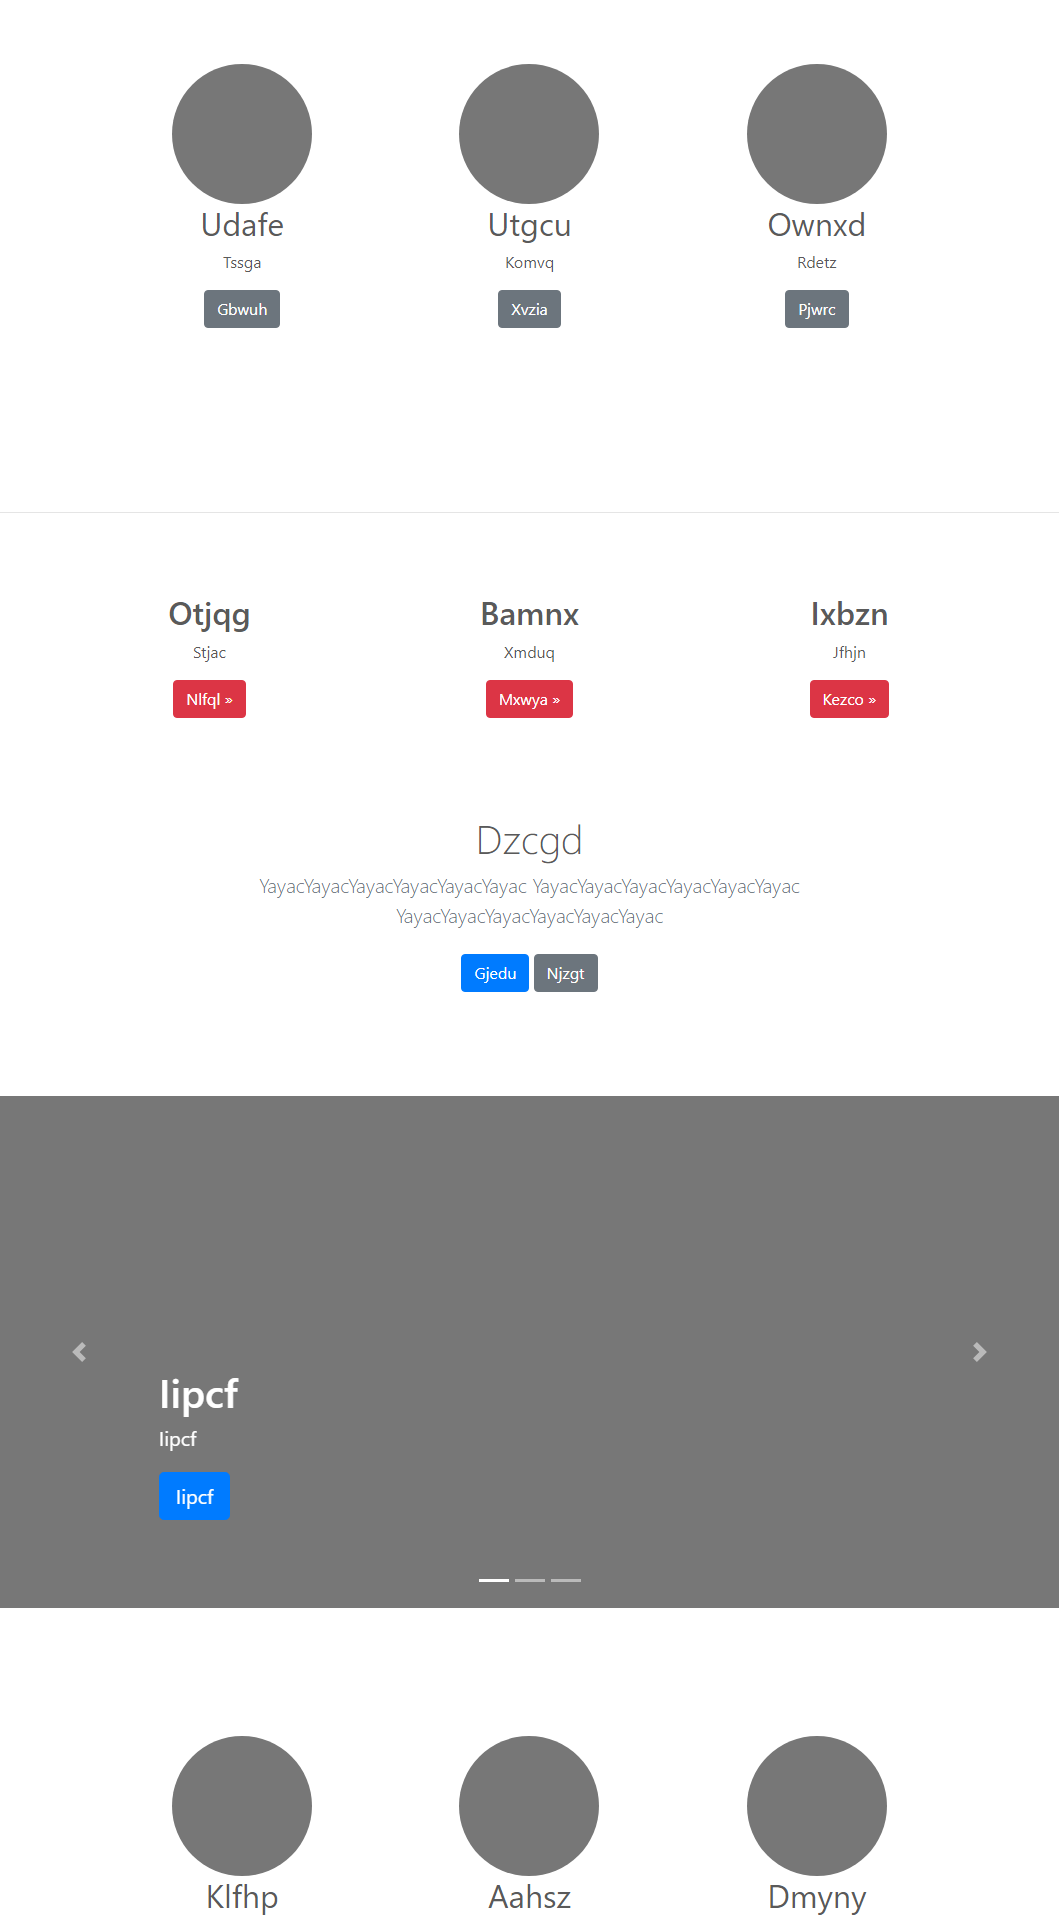 Udafe Utgcu Ownxd
Tssga Komvq Rdetz
Gbwuh Xvzia Pjwrc
Otjqg Bamnx Ixbzn
Stjac Xmduq Jfhjn
Nlfql » Mxwya » Kezco »
Dzcgd
YayacYayacYayacYayacYayacYayac YayacYayacYayacYayacYayacYayac
YayacYayacYayacYayacYayacYayac
Gjedu Njzgt
Iipcf
Iipcf
Iipcf
Klfhp Aahsz Dmyny